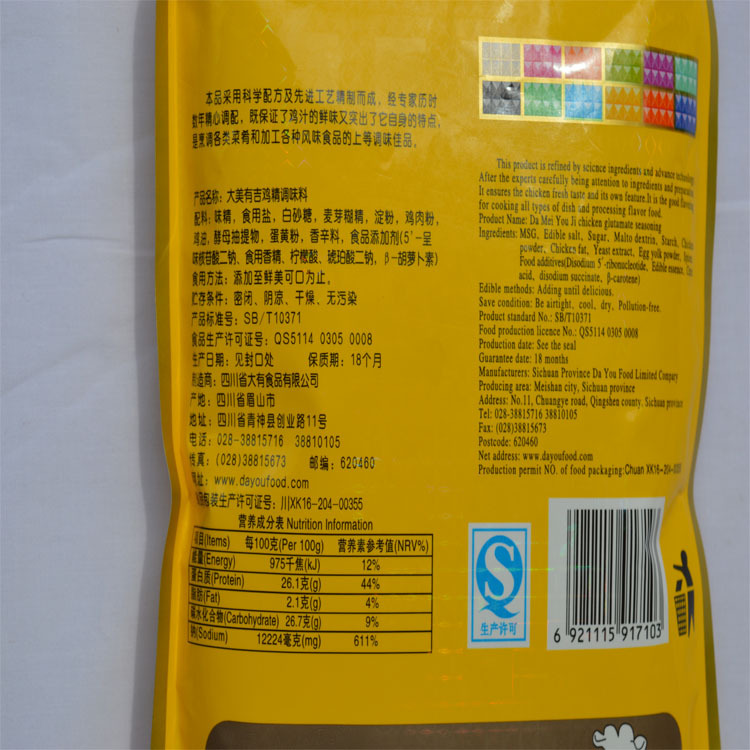 本品采用科学配方及先进工艺精制而成，经专家历时
数年精心调配，既保证了鸡汁的鲜味又突出了它自身的特点，
是烹调各类菜肴和加工各种风味食品的上等调味佳品。
产品名称：大美有吉鸡精调味料
配料：味精，食用盐，白砂糖，麦芽糊精，淀粉，鸡肉粉，
鸡油，酵母抽提物，蛋黄粉，香辛料，食品添加剂(5'-呈
味核苷酸二钠、食用香精、柠檬酸、琥珀酸二钠、β-胡萝卜素)
食用方法：添加至鲜美可口为止。
贮存条件：密闭、阴凉、干燥、无污染
产品标准号：SB/T10371
食品生产许可证号：QS5114 0305 0008
生产日期：见封口处 保质期：18个月
制造商：四川省大有食品有限公司
产地：四川省眉山市
地址：四川省青神县创业路11号
电话：028-38815716 38810105
传真：(028)38815673 邮编：620460
网址：www.dayoufood.com
包装生产许可证号：川XK16-204-00355
营养成分表 Nutrition Information
项目(Items) 每100克(Per 100g) 营养素参考值(NRV%)
能量(Energy) 975千焦(kJ) 12%
蛋白质(Protein) 26.1克(g) 44%
脂肪(Fat) 2.1克(g) 4%
碳水化合物(Carbohydrate) 26.7克(g) 9%
钠(Sodium) 12224毫克(mg) 611%
This product is refined by scicnce ingredients and advance technology
After the experts carcfully being attention to ingredients and preparation
It ensures the chicken fresh taste and its own feature.It is the good flavoring
for cooking all types of dish and processing flavor food.
Product Name: Da Mei You Ji chicken glutamate seasoning
Ingredients: MSG, Edible salt, Sugar, Malto dextrin, Starch, Chicken
powder, Chicken fat, Yeast extract, Egg yolk powder, Spices,
Food additives(Disodium 5'-ribonucleotide, Edible essence, Citric
acid, disodium succinate, β-carotene)
Edible methods: Adding until delicious.
Save condition: Be airtight, cool, dry, Pollution-free.
Product standard No.: SB/T10371
Food production licence No.: QS5114 0305 0008
Production date: See the seal
Guarantee date: 18 months
Manufacturers: Sichuan Province Da You Food Limited Company
Producing area: Meishan city, Sichuan province
Address: No.11, Chuangye road, Qingshen county. Sichuan province
Tel: 028-38815716 38810105
Fax: (028)38815673
Postcode: 620460
Net address: www.dayoufood.com
Production permit NO. of food packaging:Chuan XK16-204-
生产许可
6 921115 917103